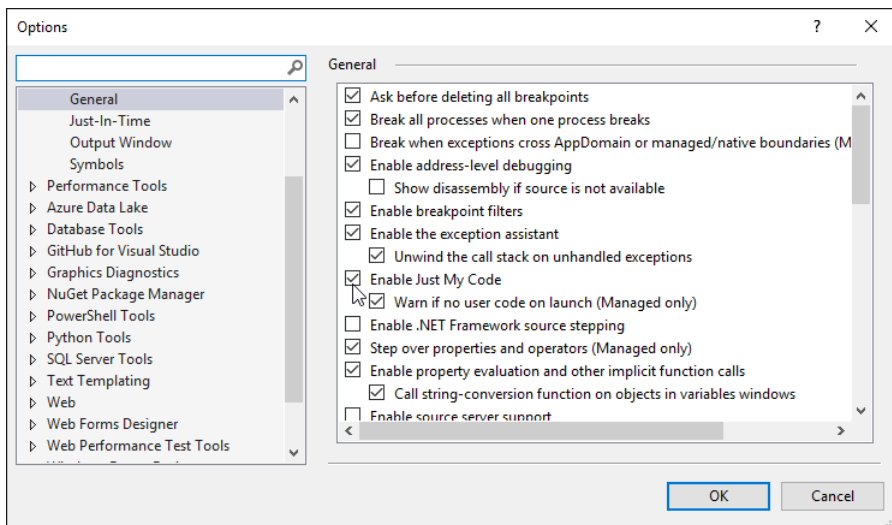 Options
?
General
Just-In-Time
Output Window
Symbols
Performance Tools
Azure Data Lake
Database Tools
GitHub for Visual Studio
Graphics Diagnostics
NuGet Package Manager
PowerShell Tools
Python Tools
SQL Server Tools
Text Templating
Web
Web Forms Designer
Web Performance Test Tools
General
Ask before deleting all breakpoints
Break all processes when one process breaks
Break when exceptions cross AppDomain or managed/native boundaries (M
Enable address-level debugging
Show disassembly if source is not available
Enable breakpoint filters
Enable the exception assistant
Unwind the call stack on unhandled exceptions
Enable Just My Code
Warn if no user code on launch (Managed only)
Enable .NET Framework source stepping
Step over properties and operators (Managed only)
Enable property evaluation and other implicit function calls
Call string-conversion function on objects in variables windows
Enable source server support
OK
Cancel